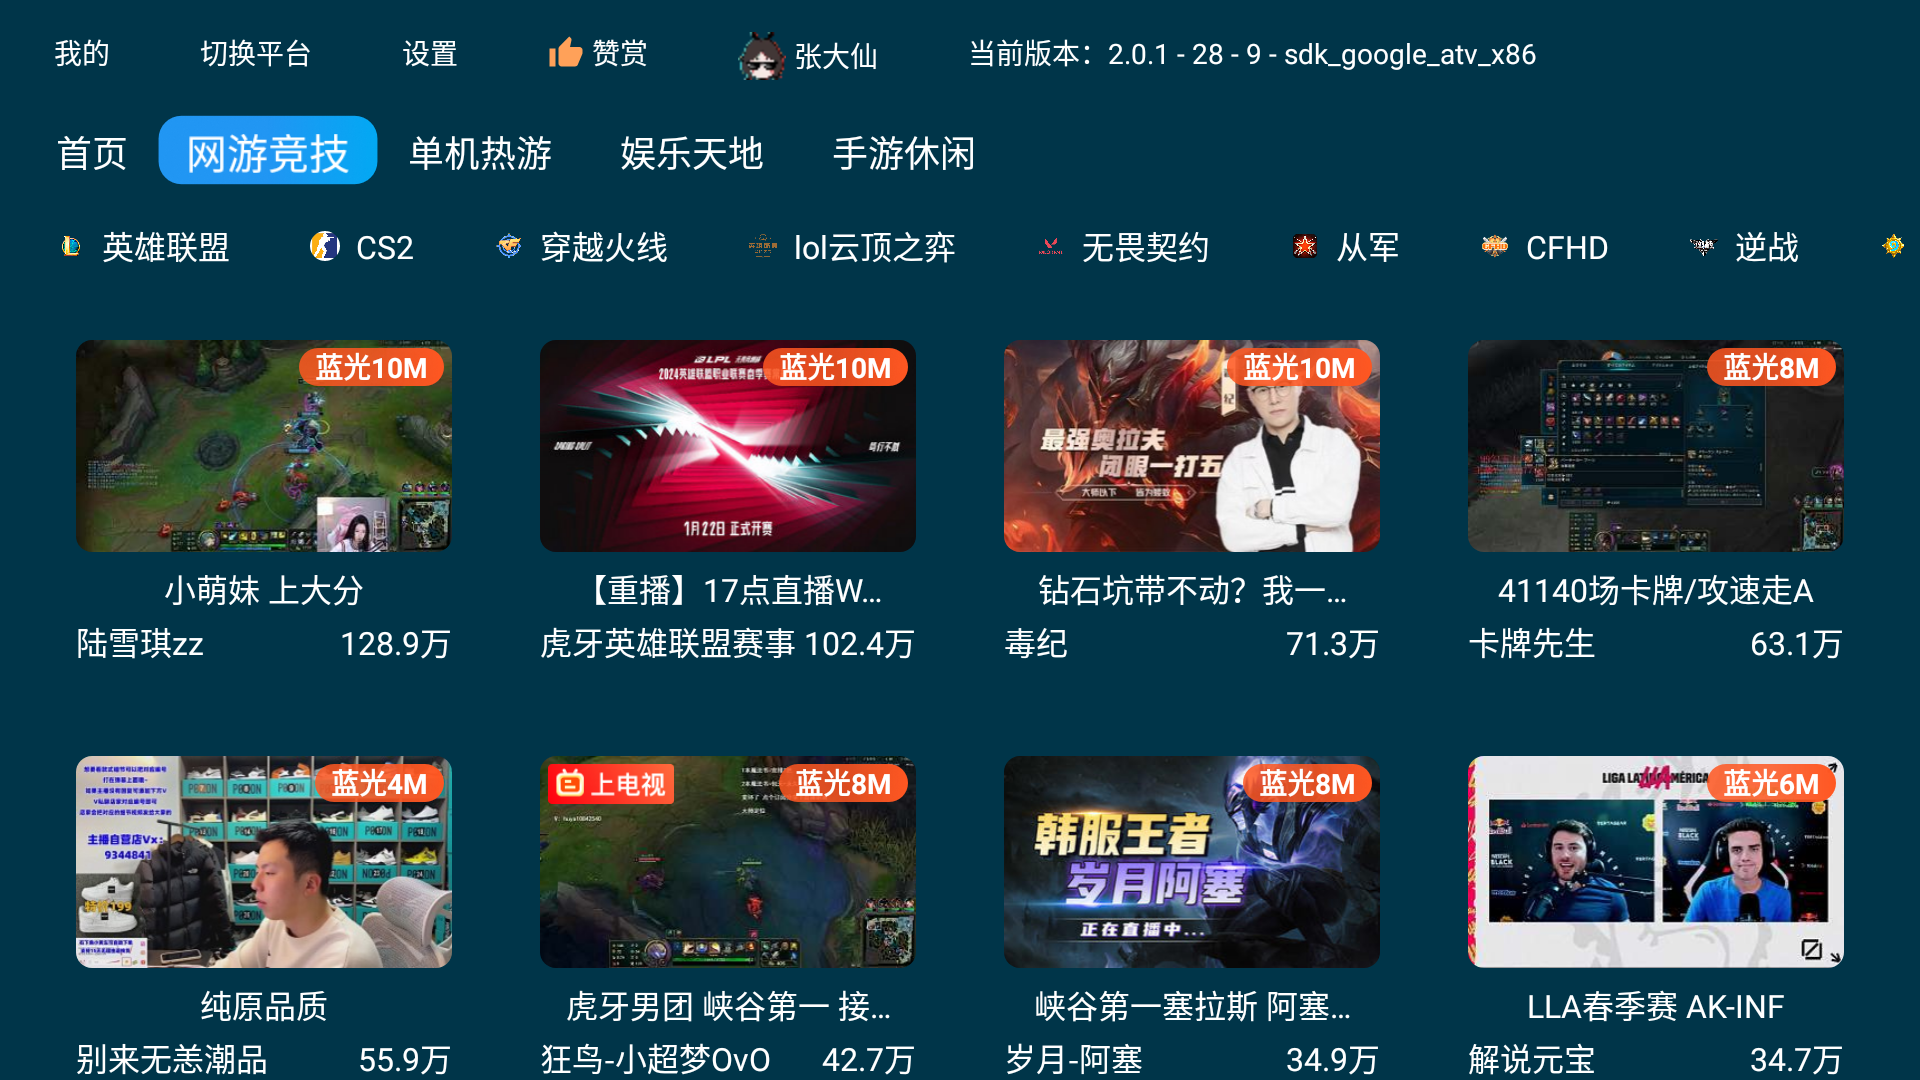 我的
切换平台
设置
赞赏
张大仙
当前版本：2.0.1 - 28 - 9 - sdk_google_atv_x86
首页
网游竞技
单机热游
娱乐天地
手游休闲
英雄联盟
CS2
穿越火线
lol云顶之弈
无畏契约
从军
CFHD
逆战
蓝光10M
LPL
2024英雄联盟职业联赛春季赛
蓝光10M
1月22日 正式开赛
蓝光10M
纪
最强奥拉夫
闭眼一打五
大师以下 皆为蝼蚁
蓝光8M
小萌妹 上大分
【重播】17点直播W...
钻石坑带不动？我一...
41140场卡牌/攻速走A
陆雪琪zz
128.9万
虎牙英雄联盟赛事
102.4万
毒纪
71.3万
卡牌先生
63.1万
蓝光4M
主播自营店Vx:
9344841
上电视
蓝光8M
蓝光8M
韩服王者
岁月阿塞
正在直播中...
蓝光6M
纯原品质
虎牙男团 峡谷第一 接...
峡谷第一塞拉斯 阿塞...
LLA春季赛 AK-INF
别来无恙潮品
55.9万
狂鸟-小超梦OvO
42.7万
岁月-阿塞
34.9万
解说元宝
34.7万